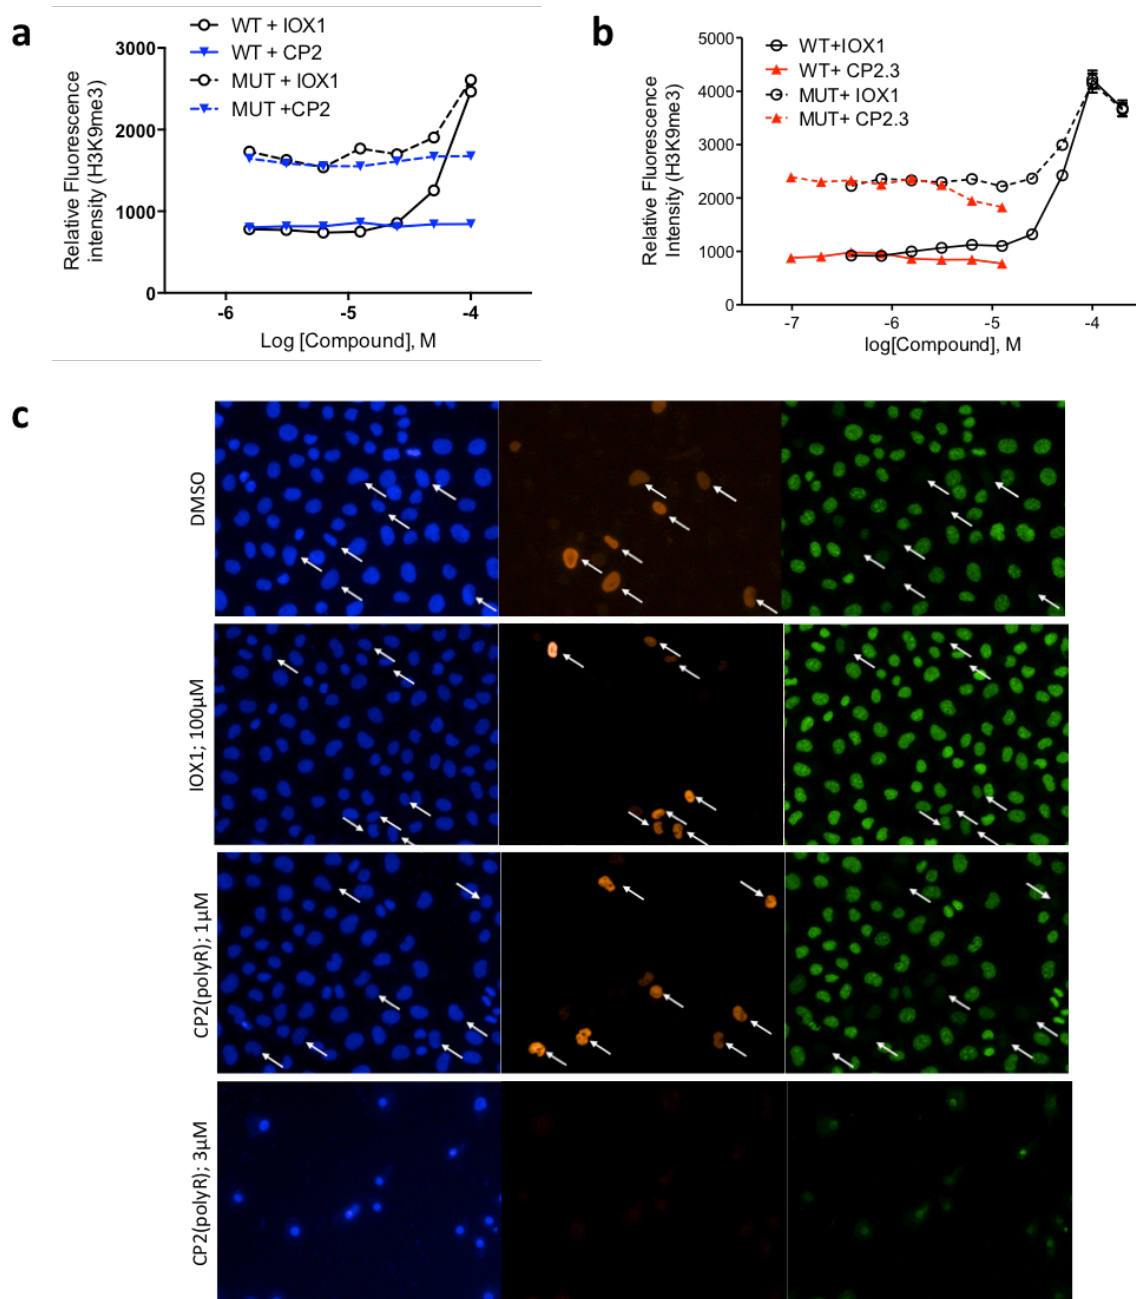 a
WT + IOX1
WT + CP2
MUT + IOX1
MUT +CP2
Relative Fluorescence
intensity (H3K9me3)
3000
2000
1000
0
-6
-5
-4
Log [Compound], M
b
WT+IOX1
WT+ CP2.3
MUT+ IOX1
MUT+ CP2.3
Relative Fluorescence
Intensity (H3K9me3)
5000
4000
3000
2000
1000
0
-7
-6
-5
-4
log[Compound], M
c
DMSO
IOX1; 100µM
CP2(polyR); 1µM
CP2(polyR); 3µM